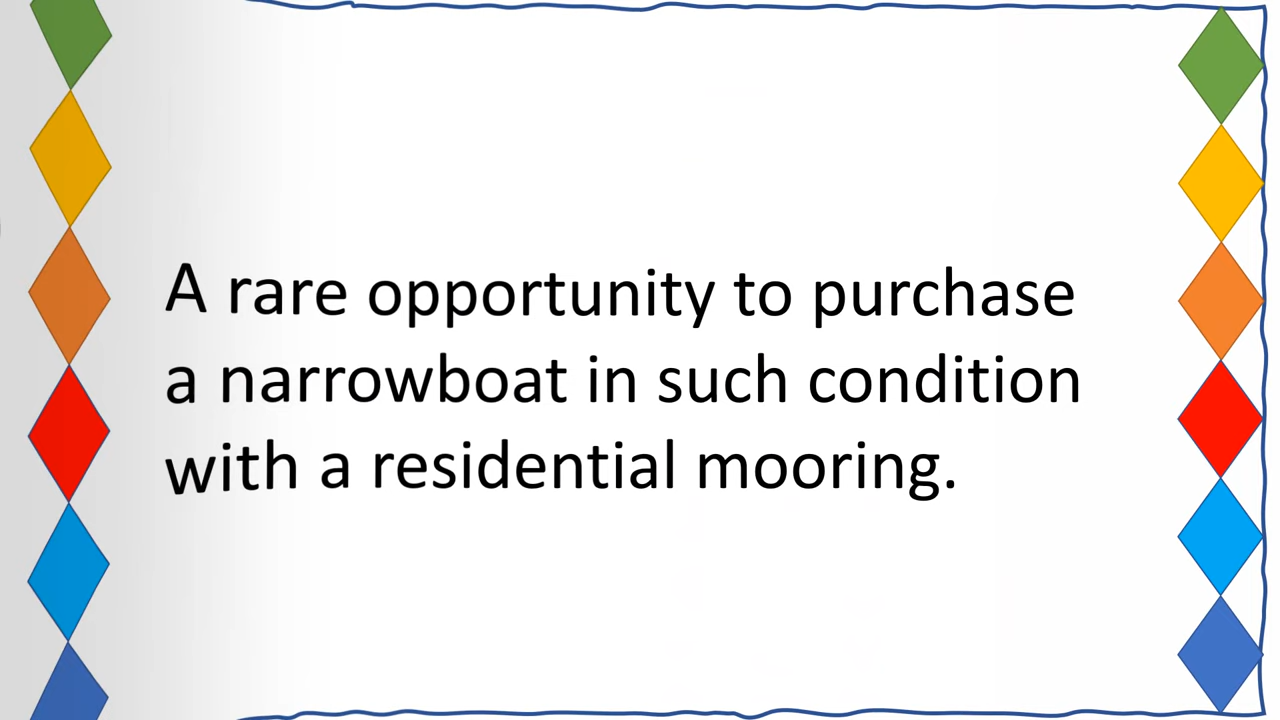 A rare opportunity to purchase
a narrowboat in such condition
with a residential mooring.